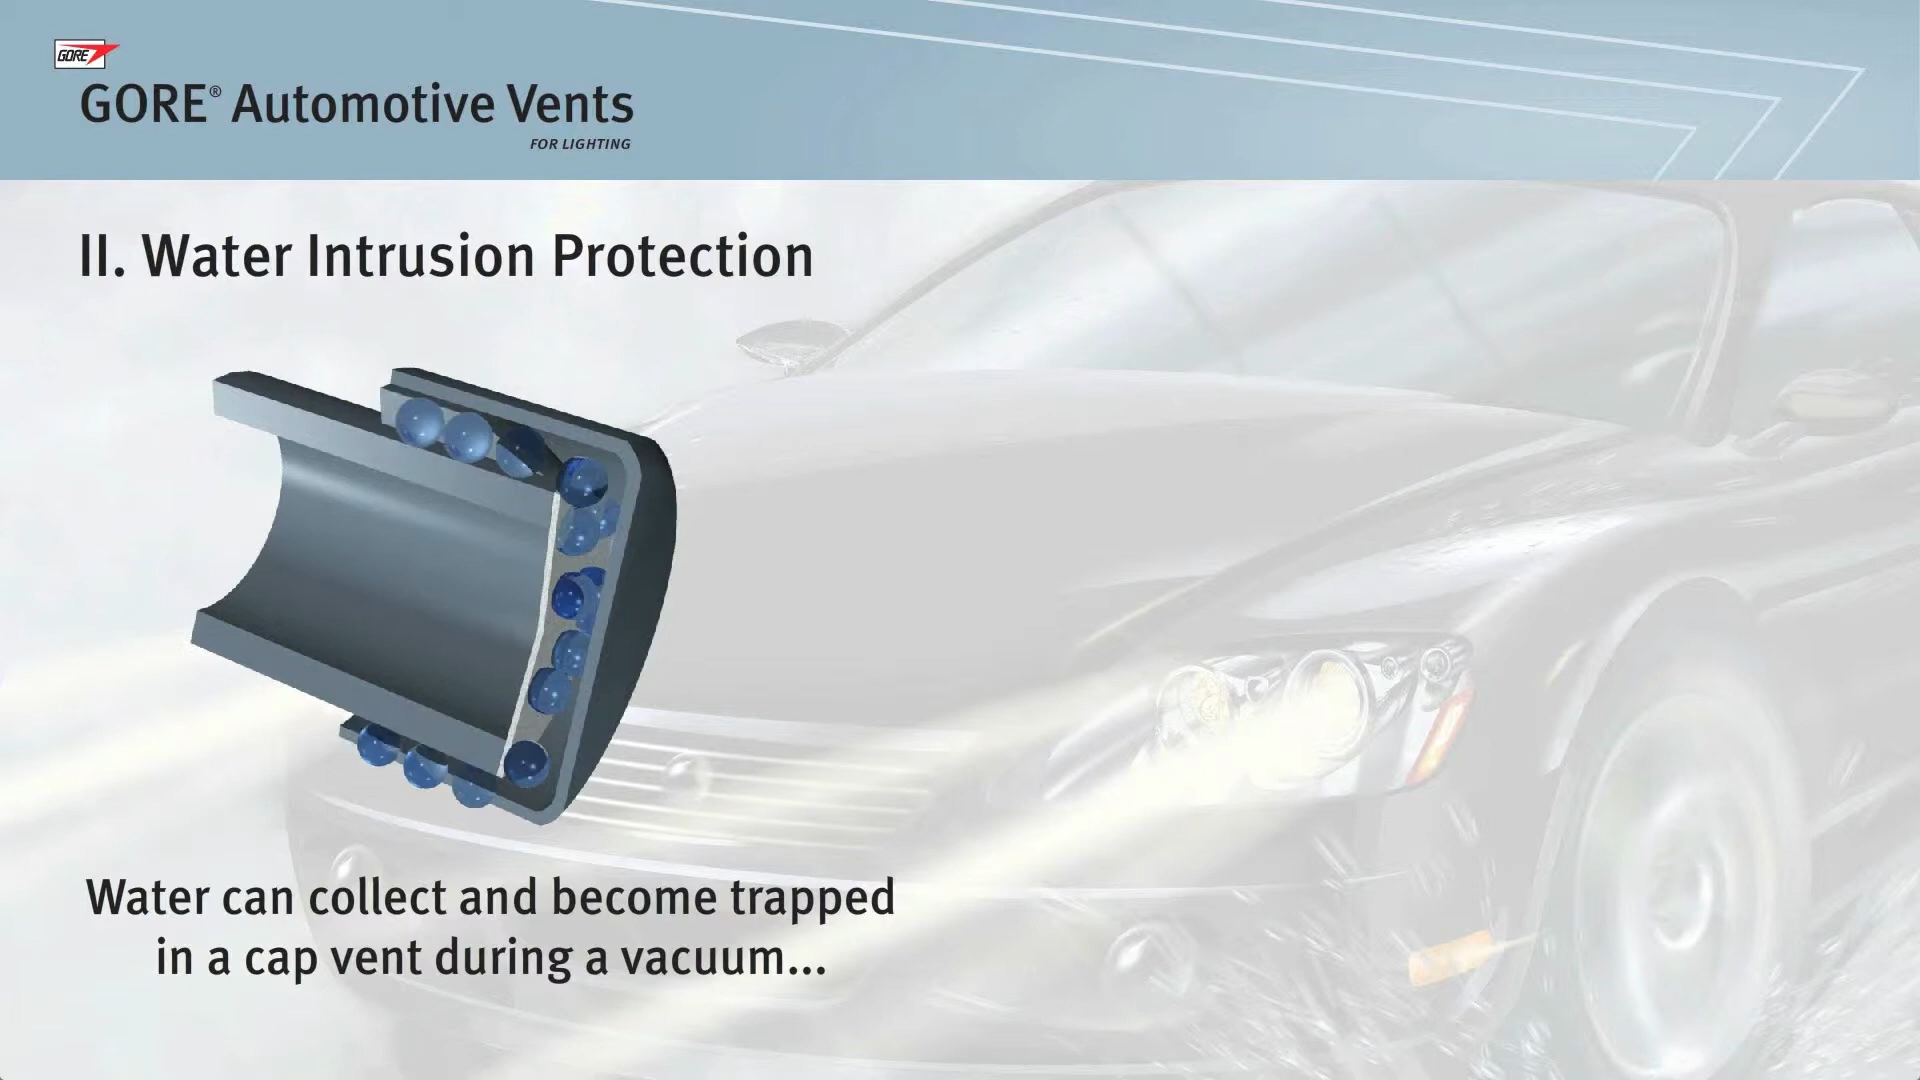 GORE
GORE® Automotive Vents
FOR LIGHTING
II. Water Intrusion Protection
Water can collect and become trapped
in a cap vent during a vacuum...